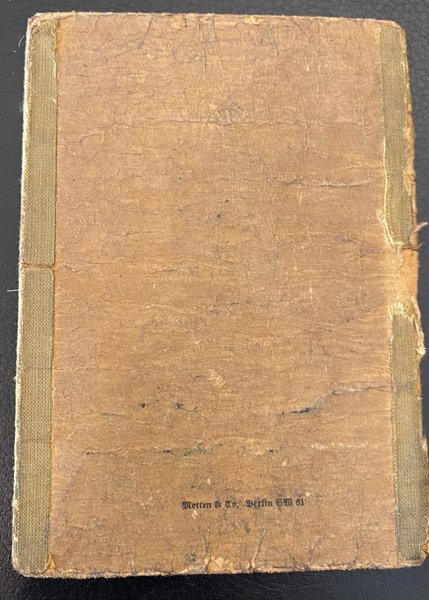 Metten & Co, Berlin SW 61